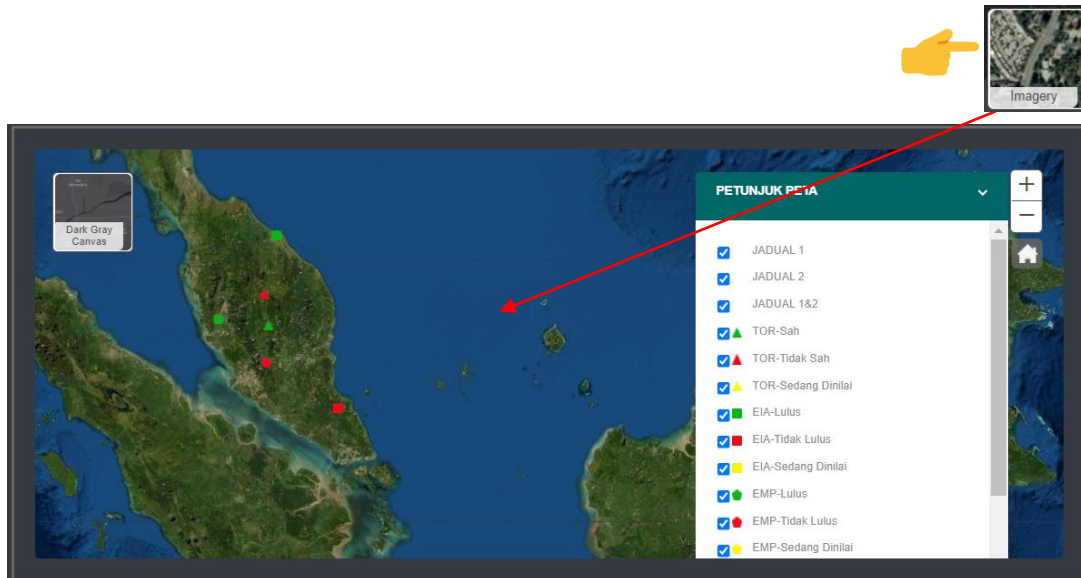 Imagery
Dark Gray
Canvas
PETUNJUK PETA
JADUAL 1
JADUAL 2
JADUAL 1&2
TOR-Sah
TOR-Tidak Sah
TOR-Sedang Dinilai
EIA-Lulus
EIA-Tidak Lulus
EIA-Sedang Dinilai
EMP-Lulus
EMP-Tidak Lulus
EMP-Sedang Dinilai